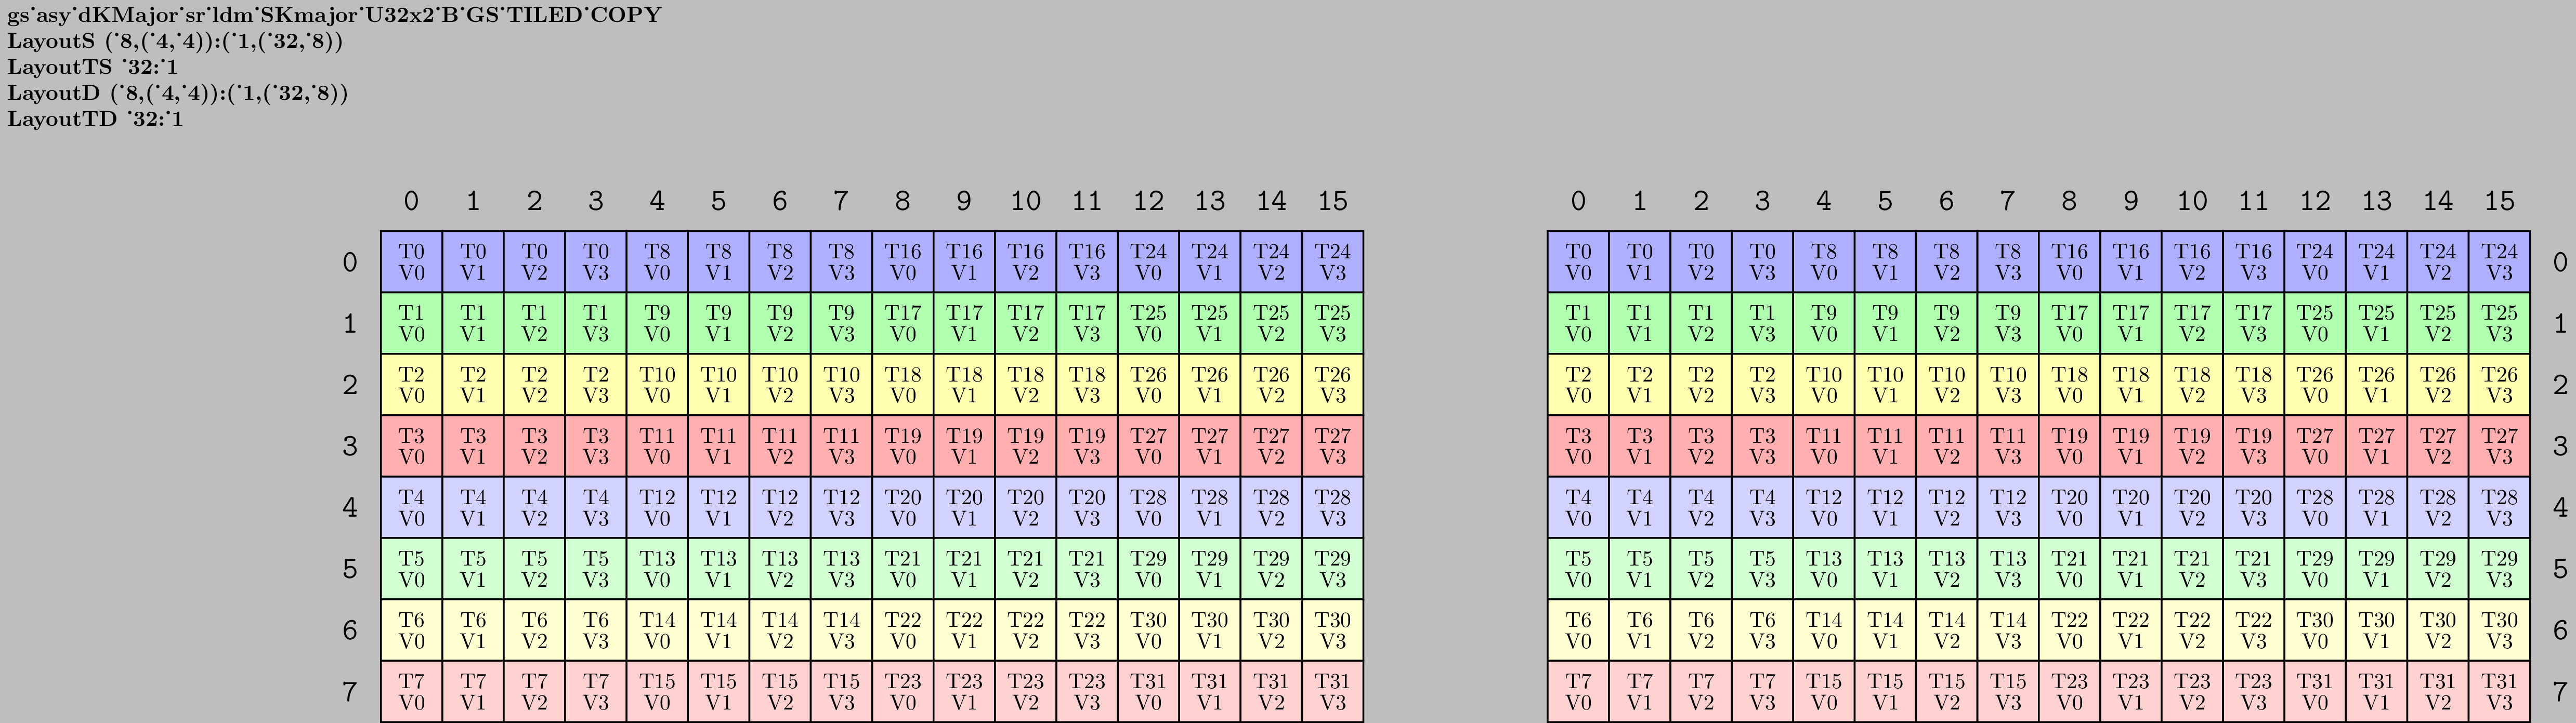 gs˙asy˙dKMajor˙sr˙ldm˙SKmajor˙U32x2˙B˙GS˙TILED˙COPY
LayoutS (˙8,(˙4,˙4)):(˙1,(˙32,˙8))
LayoutTS ˙32:˙1
LayoutD (˙8,(˙4,˙4)):(˙1,(˙32,˙8))
LayoutTD ˙32:˙1
0 1 2 3 4 5 6 7 8 9 10 11 12 13 14 15 0 1 2 3 4 5 6 7 8 9 10 11 12 13 14 15
0 T0 T0 T0 T0 T8 T8 T8 T8 T16 T16 T16 T16 T24 T24 T24 T24 T0 T0 T0 T0 T8 T8 T8 T8 T16 T16 T16 T16 T24 T24 T24 T24 0
V0 V1 V2 V3 V0 V1 V2 V3 V0 V1 V2 V3 V0 V1 V2 V3 V0 V1 V2 V3 V0 V1 V2 V3 V0 V1 V2 V3 V0 V1 V2 V3
1 T1 T1 T1 T1 T9 T9 T9 T9 T17 T17 T17 T17 T25 T25 T25 T25 T1 T1 T1 T1 T9 T9 T9 T9 T17 T17 T17 T17 T25 T25 T25 T25 1
V0 V1 V2 V3 V0 V1 V2 V3 V0 V1 V2 V3 V0 V1 V2 V3 V0 V1 V2 V3 V0 V1 V2 V3 V0 V1 V2 V3 V0 V1 V2 V3
2 T2 T2 T2 T2 T10 T10 T10 T10 T18 T18 T18 T18 T26 T26 T26 T26 T2 T2 T2 T2 T10 T10 T10 T10 T18 T18 T18 T18 T26 T26 T26 T26 2
V0 V1 V2 V3 V0 V1 V2 V3 V0 V1 V2 V3 V0 V1 V2 V3 V0 V1 V2 V3 V0 V1 V2 V3 V0 V1 V2 V3 V0 V1 V2 V3
3 T3 T3 T3 T3 T11 T11 T11 T11 T19 T19 T19 T19 T27 T27 T27 T27 T3 T3 T3 T3 T11 T11 T11 T11 T19 T19 T19 T19 T27 T27 T27 T27 3
V0 V1 V2 V3 V0 V1 V2 V3 V0 V1 V2 V3 V0 V1 V2 V3 V0 V1 V2 V3 V0 V1 V2 V3 V0 V1 V2 V3 V0 V1 V2 V3
4 T4 T4 T4 T4 T12 T12 T12 T12 T20 T20 T20 T20 T28 T28 T28 T28 T4 T4 T4 T4 T12 T12 T12 T12 T20 T20 T20 T20 T28 T28 T28 T28 4
V0 V1 V2 V3 V0 V1 V2 V3 V0 V1 V2 V3 V0 V1 V2 V3 V0 V1 V2 V3 V0 V1 V2 V3 V0 V1 V2 V3 V0 V1 V2 V3
5 T5 T5 T5 T5 T13 T13 T13 T13 T21 T21 T21 T21 T29 T29 T29 T29 T5 T5 T5 T5 T13 T13 T13 T13 T21 T21 T21 T21 T29 T29 T29 T29 5
V0 V1 V2 V3 V0 V1 V2 V3 V0 V1 V2 V3 V0 V1 V2 V3 V0 V1 V2 V3 V0 V1 V2 V3 V0 V1 V2 V3 V0 V1 V2 V3
6 T6 T6 T6 T6 T14 T14 T14 T14 T22 T22 T22 T22 T30 T30 T30 T30 T6 T6 T6 T6 T14 T14 T14 T14 T22 T22 T22 T22 T30 T30 T30 T30 6
V0 V1 V2 V3 V0 V1 V2 V3 V0 V1 V2 V3 V0 V1 V2 V3 V0 V1 V2 V3 V0 V1 V2 V3 V0 V1 V2 V3 V0 V1 V2 V3
7 T7 T7 T7 T7 T15 T15 T15 T15 T23 T23 T23 T23 T31 T31 T31 T31 T7 T7 T7 T7 T15 T15 T15 T15 T23 T23 T23 T23 T31 T31 T31 T31 7
V0 V1 V2 V3 V0 V1 V2 V3 V0 V1 V2 V3 V0 V1 V2 V3 V0 V1 V2 V3 V0 V1 V2 V3 V0 V1 V2 V3 V0 V1 V2 V3